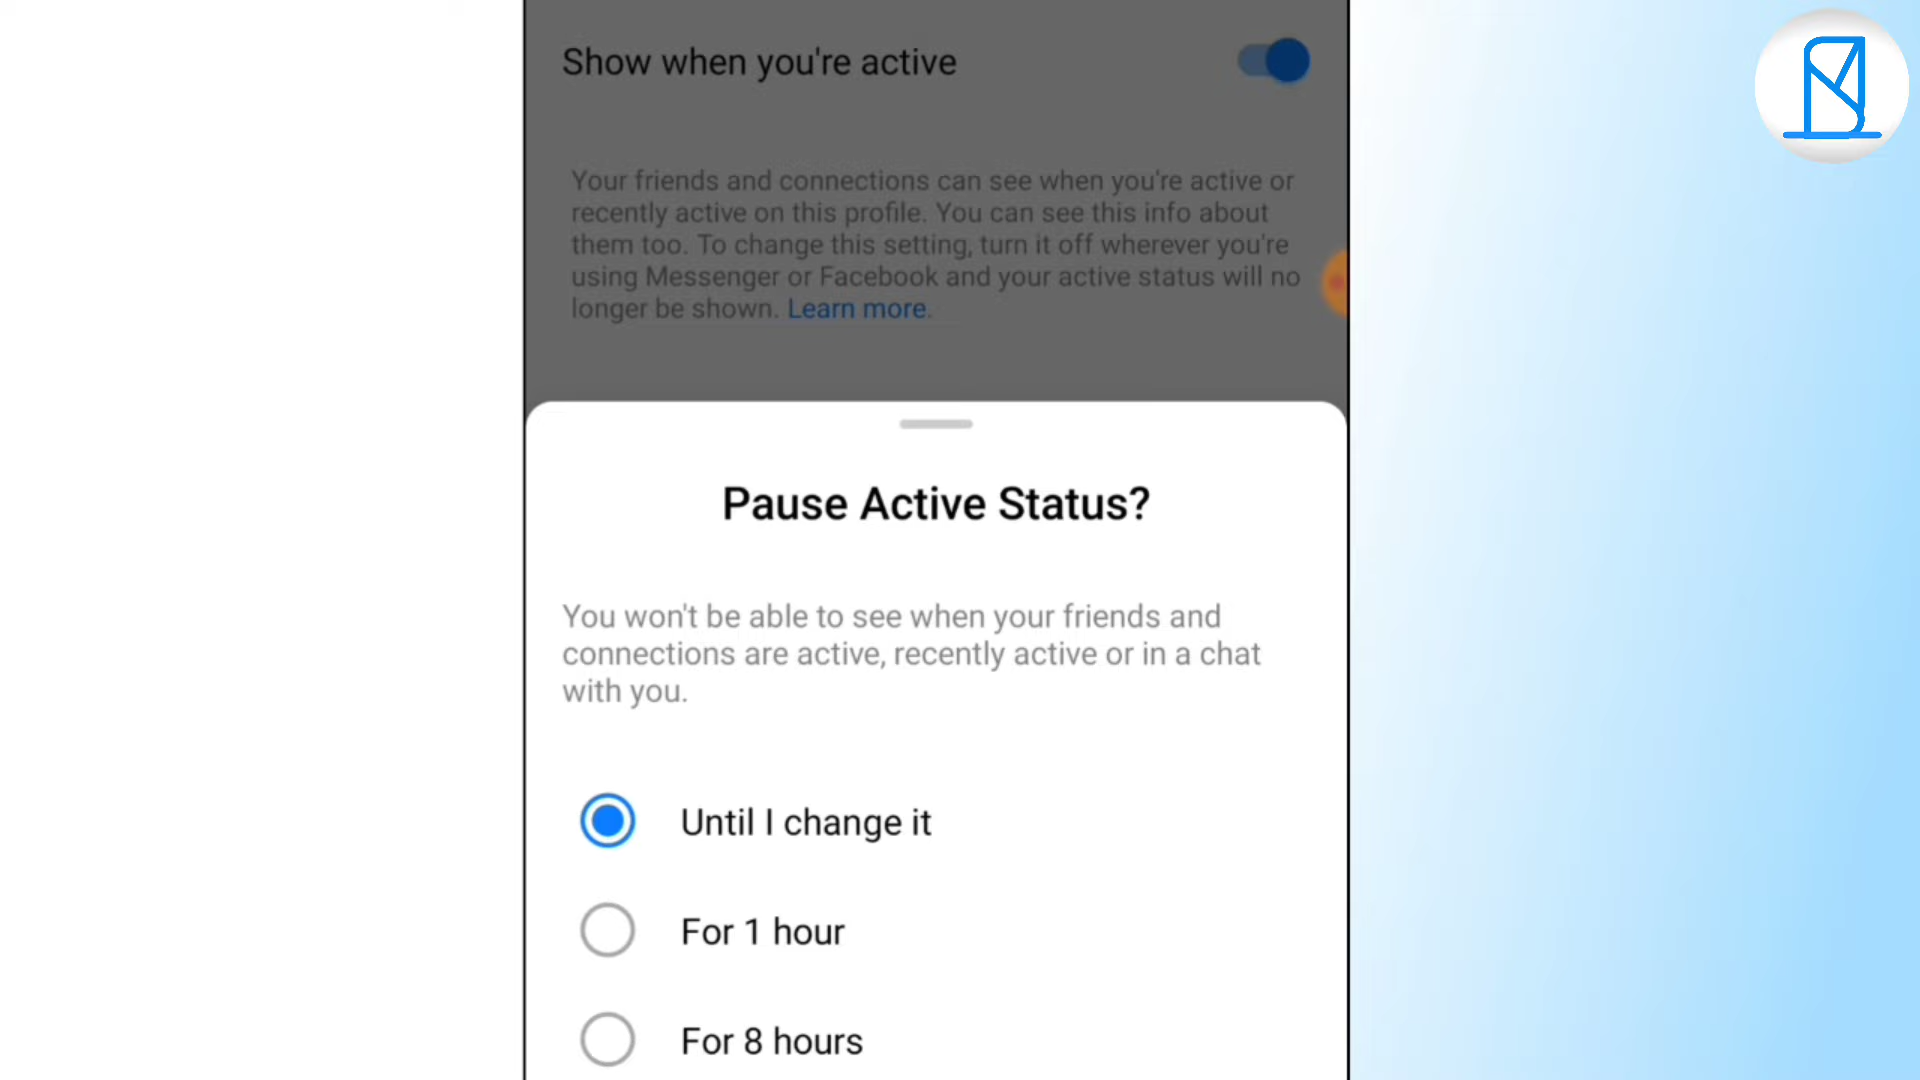 Show when you're active
Your friends and connections can see when you're active or
recently active on this profile. You can see this info about
them too. To change this setting, turn it off wherever you're
using Messenger or Facebook and your active status will no
longer be shown. Learn more.
Pause Active Status?
You won't be able to see when your friends and
connections are active, recently active or in a chat
with you.
Until I change it
For 1 hour
For 8 hours